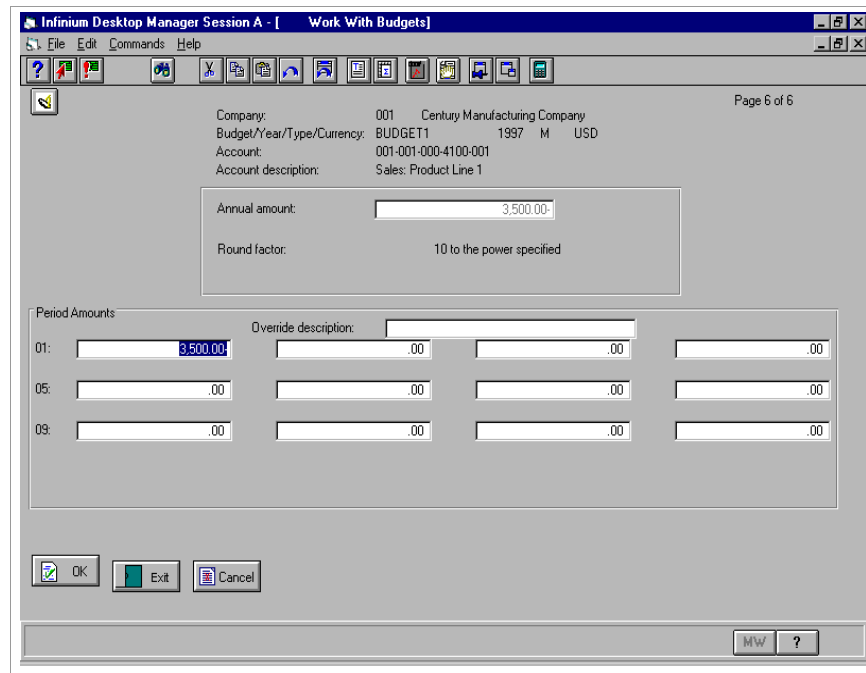 Infinium Desktop Manager Session A - [ Work With Budgets]
File Edit Commands Help
Page 6 of 6
Company: 001 Century Manufacturing Company
Budget/Year/Type/Currency: BUDGET1 1997 M USD
Account: 001-001-000-4100-001
Account description: Sales: Product Line 1
Annual amount: 3,500.00-
Round factor: 10 to the power specified
Period Amounts
Override description:
01: 3,500.00- .00 .00 .00
05: .00 .00 .00 .00
09: .00 .00 .00 .00
OK Exit Cancel
MW ?